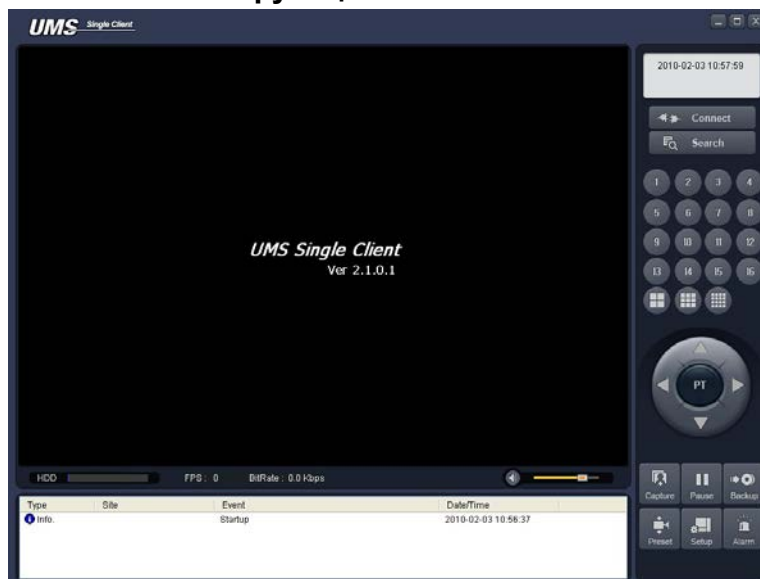 UMS Single Client
2010-02-03 10:57:59
Connect
Search
1 2 3 4
5 6 7 8
9 10 11 12
13 14 15 16
UMS Single Client
Ver 2.1.0.1
PT
HDD FPS : 0 BitRate : 0.0 Kbps
Capture Pause Backup
Type Site Event Date/Time
Info. Startup 2010-02-03 10:56:37
Preset Setup Alarm